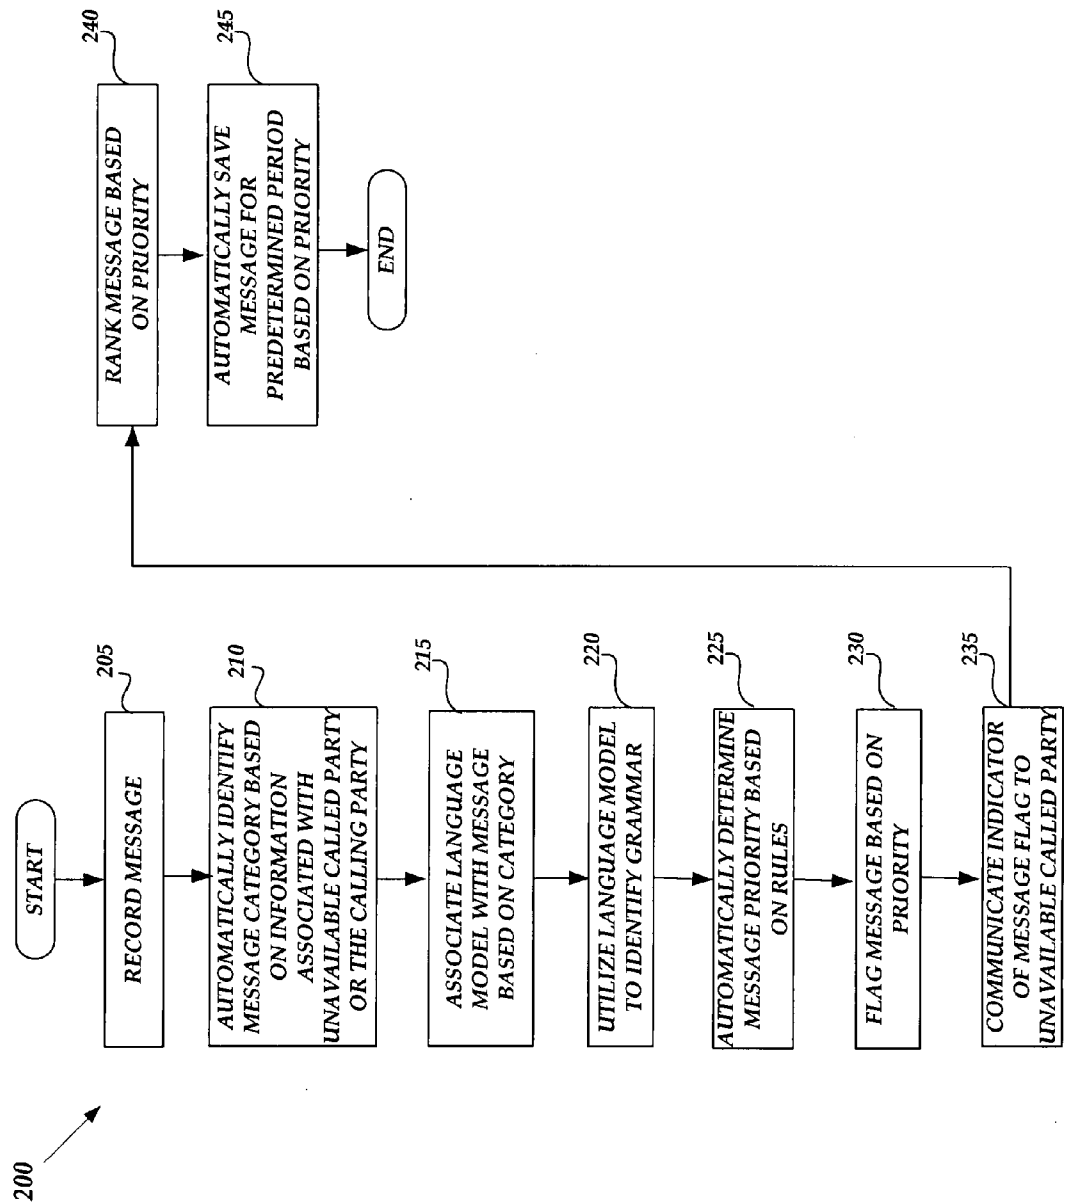 200
START
RECORD MESSAGE
205
AUTOMATICALLY IDENTIFY
MESSAGE CATEGORY BASED
ON INFORMATION
ASSOCIATED WITH
UNAVAILABLE CALLED PARTY
OR THE CALLING PARTY
210
ASSOCIATE LANGUAGE
MODEL WITH MESSAGE
BASED ON CATEGORY
215
UTILIZE LANGUAGE MODEL
TO IDENTIFY GRAMMAR
220
AUTOMATICALLY DETERMINE
MESSAGE PRIORITY BASED
ON RULES
225
FLAG MESSAGE BASED ON
PRIORITY
230
COMMUNICATE INDICATOR
OF MESSAGE FLAG TO
UNAVAILABLE CALLED PARTY
235
RANK MESSAGE BASED
ON PRIORITY
240
AUTOMATICALLY SAVE
MESSAGE FOR
PREDETERMINED PERIOD
BASED ON PRIORITY
245
END